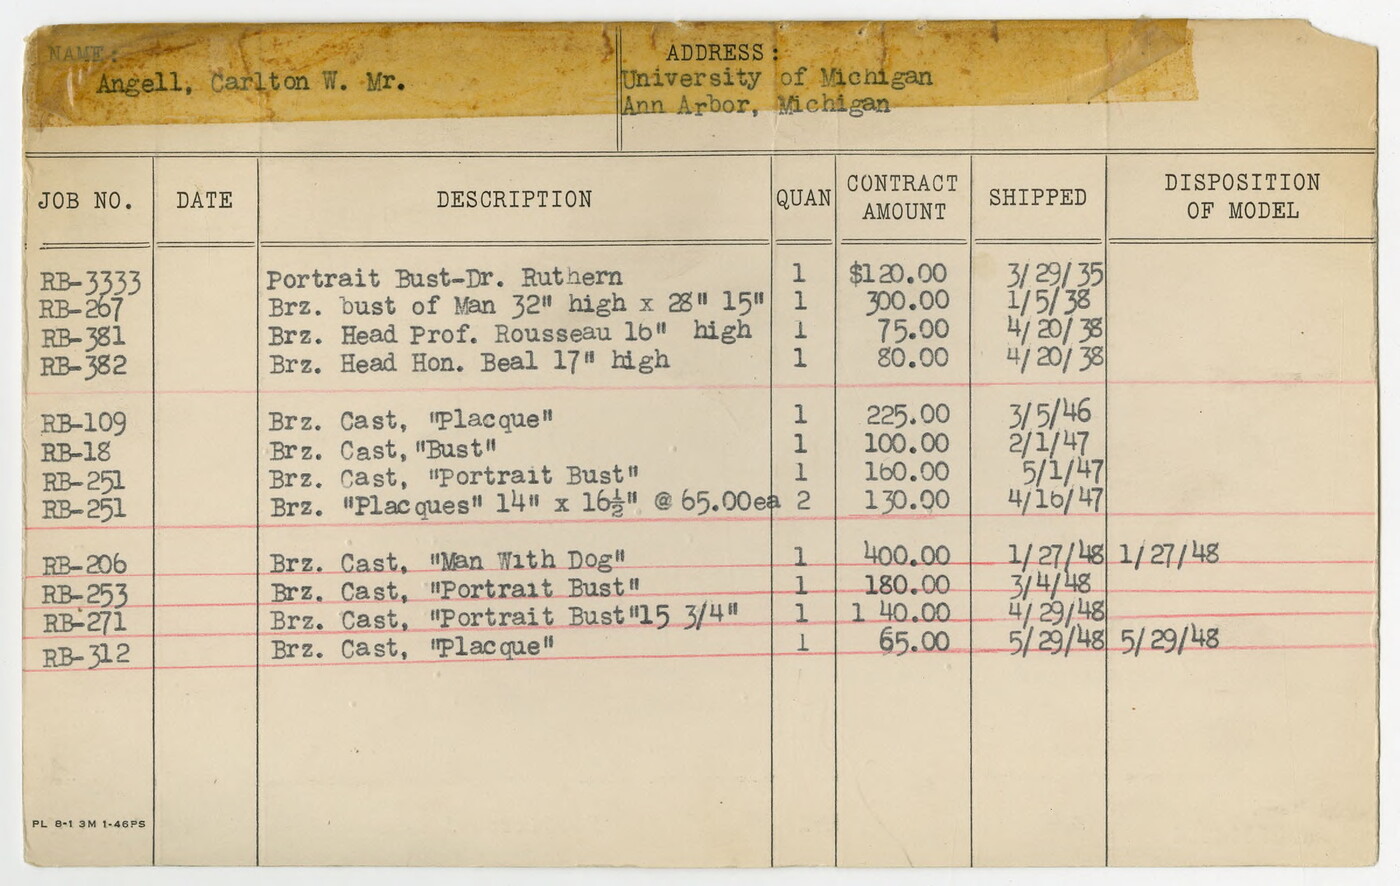 NAME: ADDRESS:
Angell, Carlton W. Mr. University of Michigan
Ann Arbor, Michigan
JOB NO. DATE DESCRIPTION QUAN CONTRACT AMOUNT SHIPPED DISPOSITION OF MODEL
RB-3333 Portrait Bust-Dr. Ruthern 1 $120.00 3/29/35
RB-267 Brz. bust of Man 32" high x 28" 15" 1 300.00 1/5/38
RB-381 Brz. Head Prof. Rousseau 16" high 1 75.00 4/20/38
RB-382 Brz. Head Hon. Beal 17" high 1 80.00 4/20/38
RB-109 Brz. Cast, "Placque" 1 225.00 3/5/46
RB-18 Brz. Cast,"Bust" 1 100.00 2/1/47
RB-251 Brz. Cast, "Portrait Bust" 1 160.00 5/1/47
RB-251 Brz. "Placques" 14" x 16½" @ 65.00ea 2 130.00 4/16/47
RB-206 Brz. Cast, "Man With Dog" 1 400.00 1/27/48 1/27/48
RB-253 Brz. Cast, "Portrait Bust" 1 180.00 3/4/48
RB-271 Brz. Cast, "Portrait Bust"15 3/4" 1 1 40.00 4/29/48
RB-312 Brz. Cast, "Placque" 1 65.00 5/29/48 5/29/48
PL 8-1 3M 1-46PS